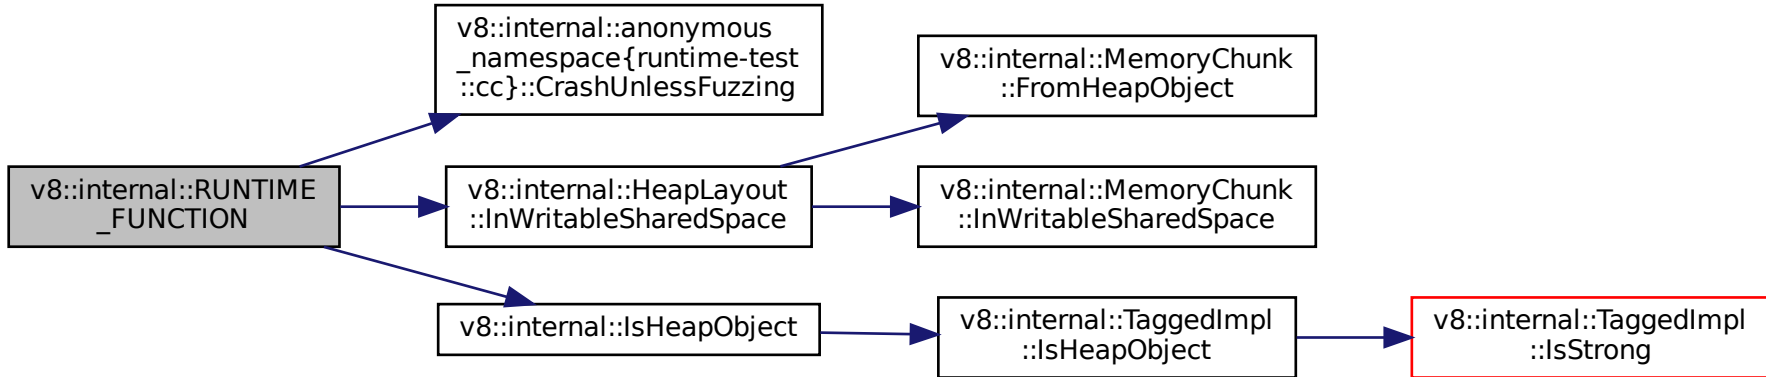 v8::internal::RUNTIME
_FUNCTION
v8::internal::anonymous
_namespace{runtime-test
::cc}::CrashUnlessFuzzing
v8::internal::HeapLayout
::InWritableSharedSpace
v8::internal::MemoryChunk
::FromHeapObject
v8::internal::MemoryChunk
::InWritableSharedSpace
v8::internal::IsHeapObject
v8::internal::TaggedImpl
::IsHeapObject
v8::internal::TaggedImpl
::IsStrong